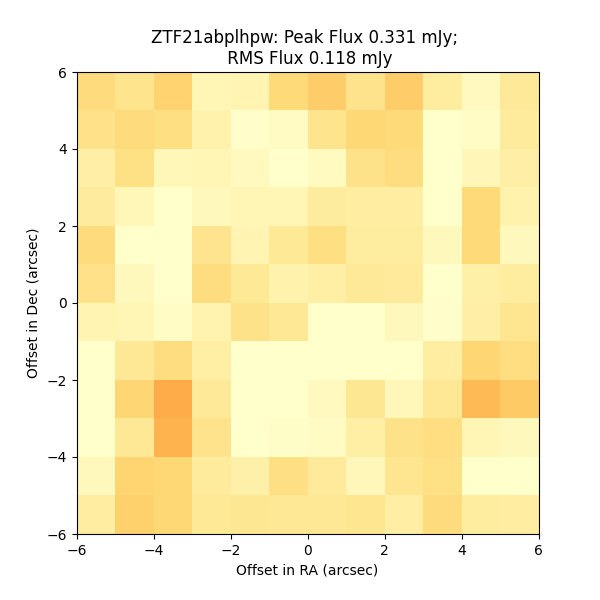 ZTF21abplhpw: Peak Flux 0.331 mJy;
RMS Flux 0.118 mJy
6
4
2
0
−2
−4
−6
Offset in Dec (arcsec)
−6 −4 −2 0 2 4 6
Offset in RA (arcsec)